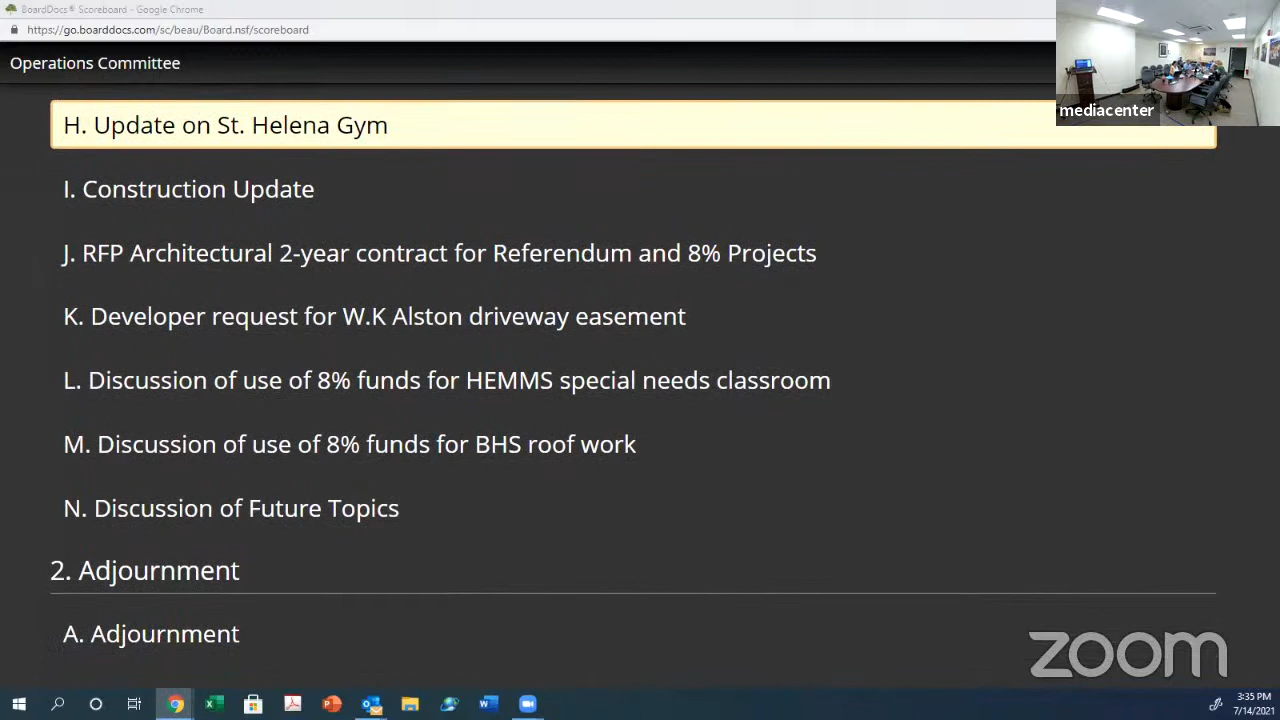 BoardDocs® Scoreboard - Google Chrome
https://go.boarddocs.com/sc/beau/Board.nsf/scoreboard
Operations Committee
mediacenter
H. Update on St. Helena Gym
I. Construction Update
J. RFP Architectural 2-year contract for Referendum and 8% Projects
K. Developer request for W.K Alston driveway easement
L. Discussion of use of 8% funds for HEMMS special needs classroom
M. Discussion of use of 8% funds for BHS roof work
N. Discussion of Future Topics
2. Adjournment
A. Adjournment
zoom
3:35 PM
7/14/2021